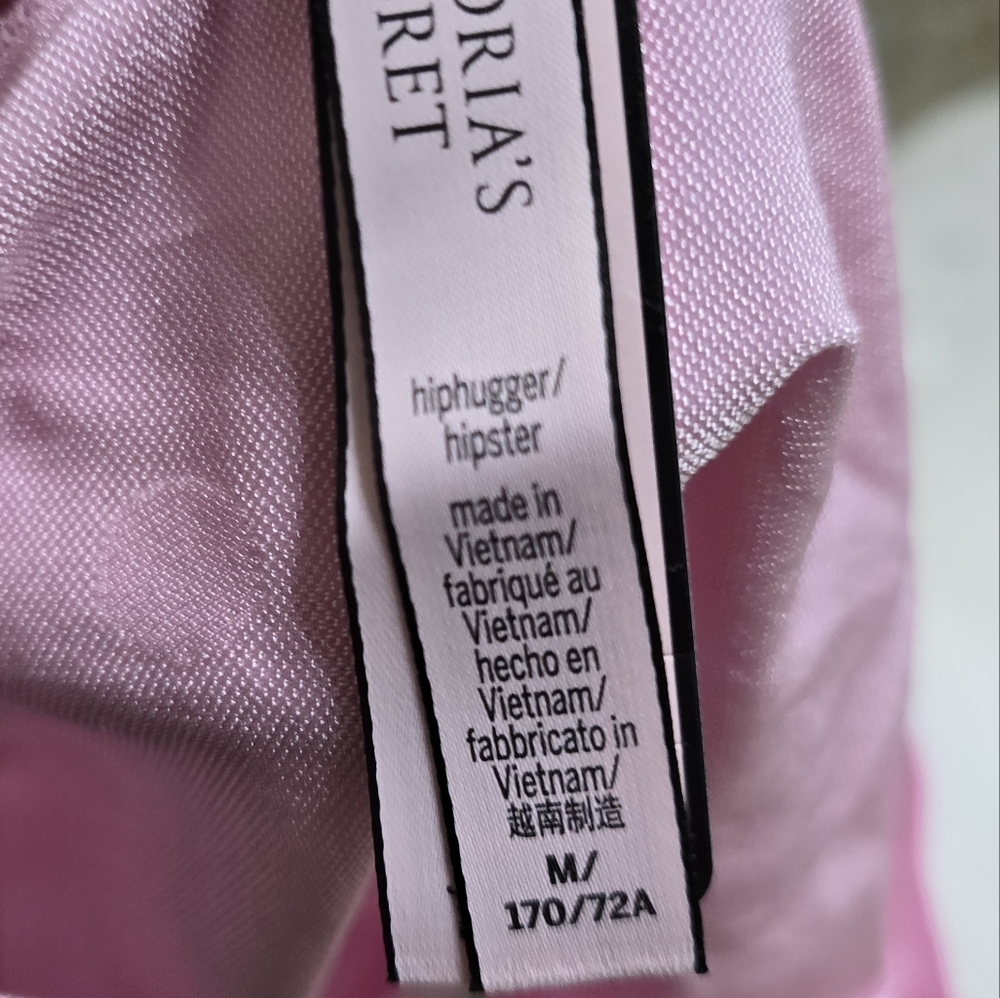 ORIA'S
RET
hiphugger/
hipster
made in
Vietnam/
fabriqué au
Vietnam/
hecho en
Vietnam/
fabbricato in
Vietnam/
越南制造
M/
170/72A